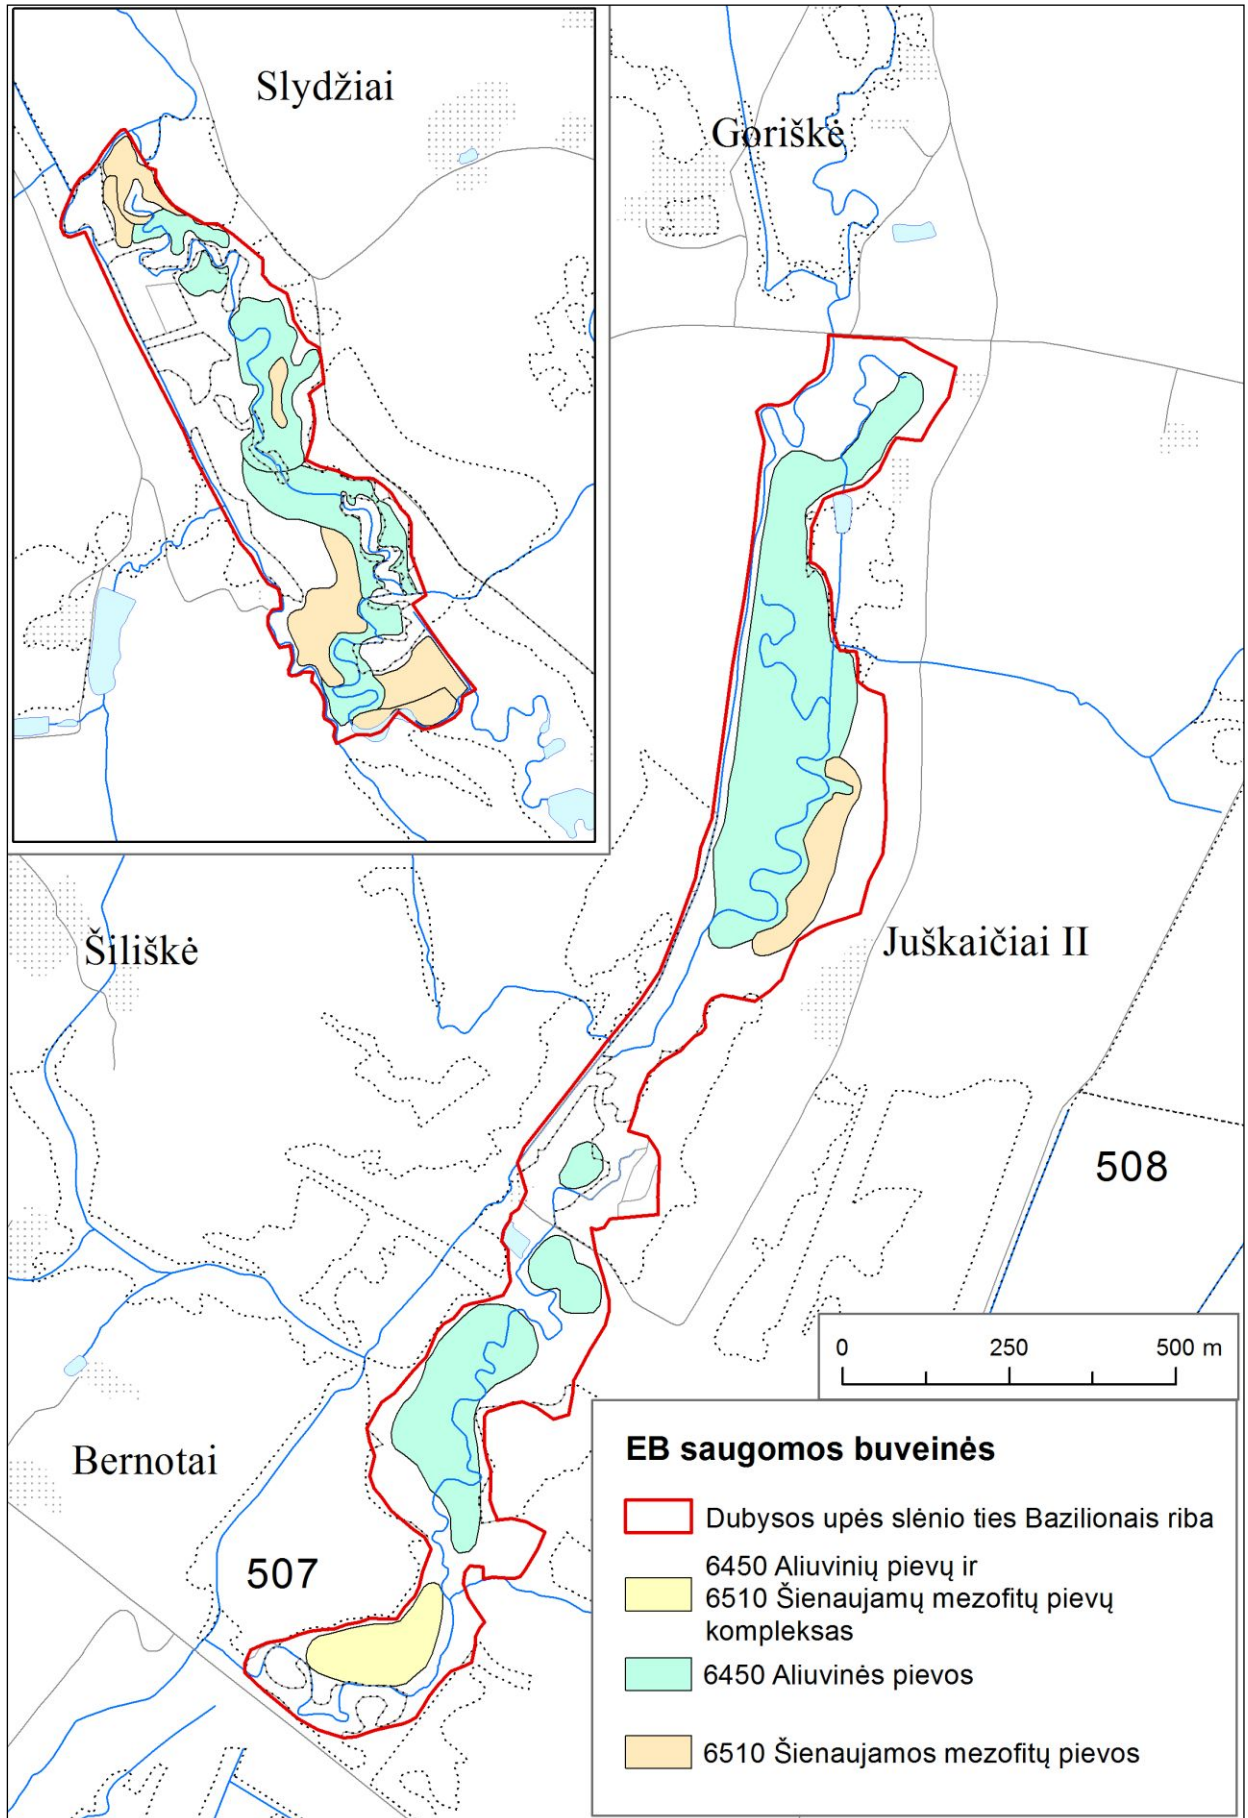 Slydžiai
Goriškė
Šiliškė
Juškaičiai II
508
0 250 500 m
Bernotai
507
EB saugomos buveinės
Dubysos upės slėnio ties Bazilionais riba
6450 Aliuvinių pievų ir
6510 Šienaujamų mezofitų pievų
kompleksas
6450 Aliuvinės pievos
6510 Šienaujamos mezofitų pievos